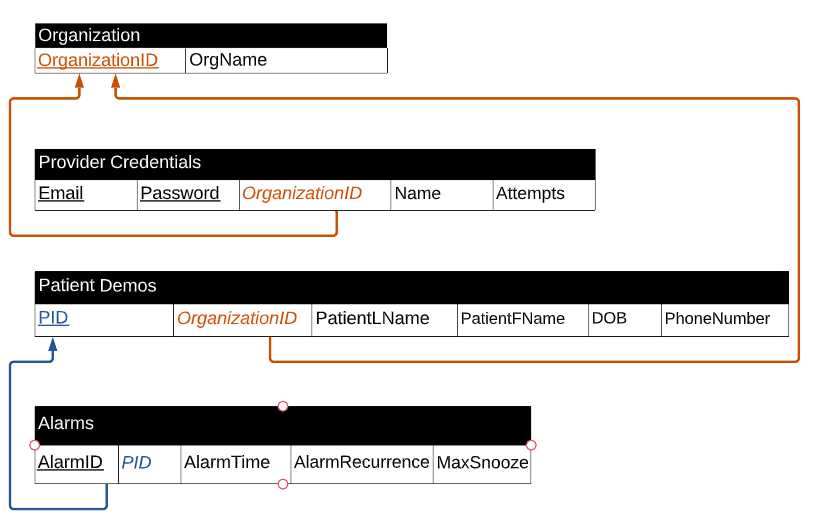 Organization
OrganizationID OrgName
Provider Credentials
Email Password OrganizationID Name Attempts
Patient Demos
PID OrganizationID PatientLName PatientFName DOB PhoneNumber
Alarms
AlarmID PID AlarmTime AlarmRecurrence MaxSnooze